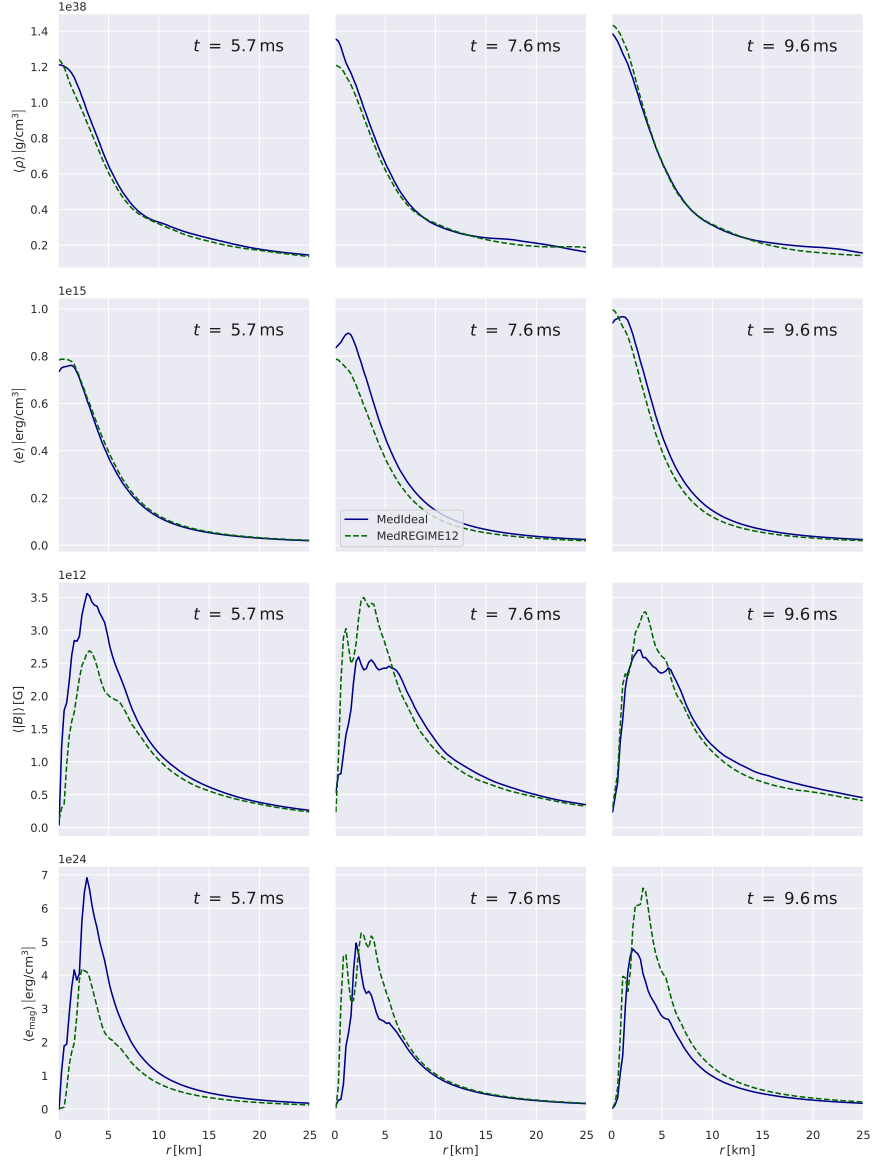 1e38
⟨ρ⟩ [g/cm³]
1.4
1.2
1.0
0.8
0.6
0.4
0.2
t = 5.7 ms
t = 7.6 ms
t = 9.6 ms
1e15
⟨e⟩ [erg/cm³]
1.0
0.8
0.6
0.4
0.2
0.0
t = 5.7 ms
t = 7.6 ms
t = 9.6 ms
MedIdeal
MedREGIME12
1e12
⟨|B|⟩ [G]
3.5
3.0
2.5
2.0
1.5
1.0
0.5
0.0
t = 5.7 ms
t = 7.6 ms
t = 9.6 ms
1e24
⟨e_mag⟩ [erg/cm³]
7
6
5
4
3
2
1
0
t = 5.7 ms
t = 7.6 ms
t = 9.6 ms
0 5 10 15 20 25
0 5 10 15 20 25
0 5 10 15 20 25
r [km]
r [km]
r [km]